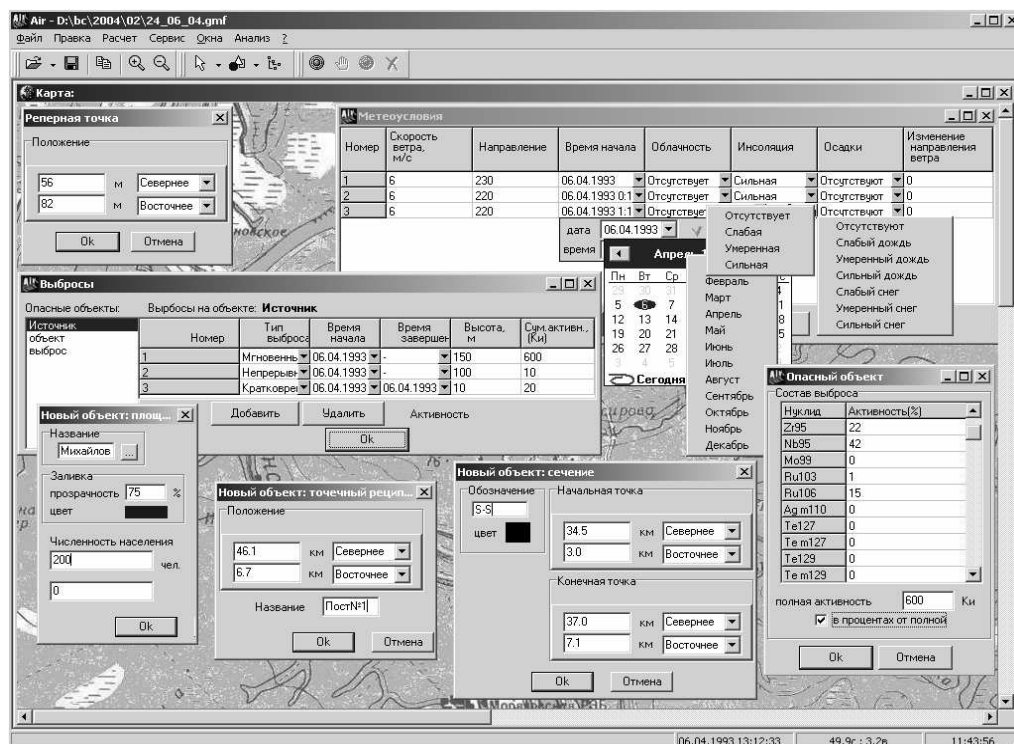 Air - D:\bc\2004\02\24_06_04.gmf
Файл Правка Расчет Сервис Окна Анализ ?
Карта:
Реперная точка
Положение
56 м Севернее
82 м Восточнее
Ok Отмена
Метеоусловия
Номер Скорость ветра, м/с Направление Время начала Облачность Инсоляция Осадки Изменение направления ветра
1 6 230 06.04.1993 Отсутствует Сильная Отсутствуют 0
2 6 220 06.04.1993 0:1 Отсутствует Сильная Отсутствуют 0
3 6 220 06.04.1993 1:1 Отсутствует Отсутствуют 0
дата 06.04.1993
время
Отсутствует
Слабая
Умеренная
Сильная
Отсутствуют
Слабый дождь
Умеренный дождь
Сильный дождь
Слабый снег
Умеренный снег
Сильный снег
Апрель 1
Пн Вт Ср
29 30 31
5 6 7
12 13 14
19 20 21
26 27 28
3 4 5
Сегодня
Февраль
Март
Апрель
Май
Июнь
Июль
Август
Сентябрь
Октябрь
Ноябрь
Декабрь
Выбросы
Опасные объекты: Вырбосы на объекте: Источник
Источник
объект
выброс
Номер Тип выброса Время начала Время завершен Высота, м Сум.активн., (Ки)
1 Мгновеннь 06.04.1993 - 150 600
2 Непрерывн 06.04.1993 - 100 10
3 Кратковрег 06.04.1993 06.04.1993 10 20
Добавить Удалить Активность
Ok
Новый объект: площ...
Название
Михайлов ...
Заливка
прозрачность 75 %
цвет
Численность населения
200 чел.
0
Ok
Новый объект: точечный рецип...
Положение
46.1 км Севернее
6.7 км Восточнее
Название Пост№1
Ok Отмена
Новый объект: сечение
Обозначение
S-S
цвет
Начальная точка
34.5 км Севернее
3.0 км Восточнее
Конечная точка
37.0 км Севернее
7.1 км Восточнее
Ok Отмена
Опасный объект
Состав выброса
Нуклид Активность(%)
Zr95 22
Nb95 42
Mo99 0
Ru103 1
Ru106 15
Ag m110 0
Te127 0
Te m127 0
Te129 0
Te m129 0
полная активность 600 Ки
в процентах от полной
Ok Отмена
06.04.1993 13:12:33 49.9с : 3.2в 11:43:56